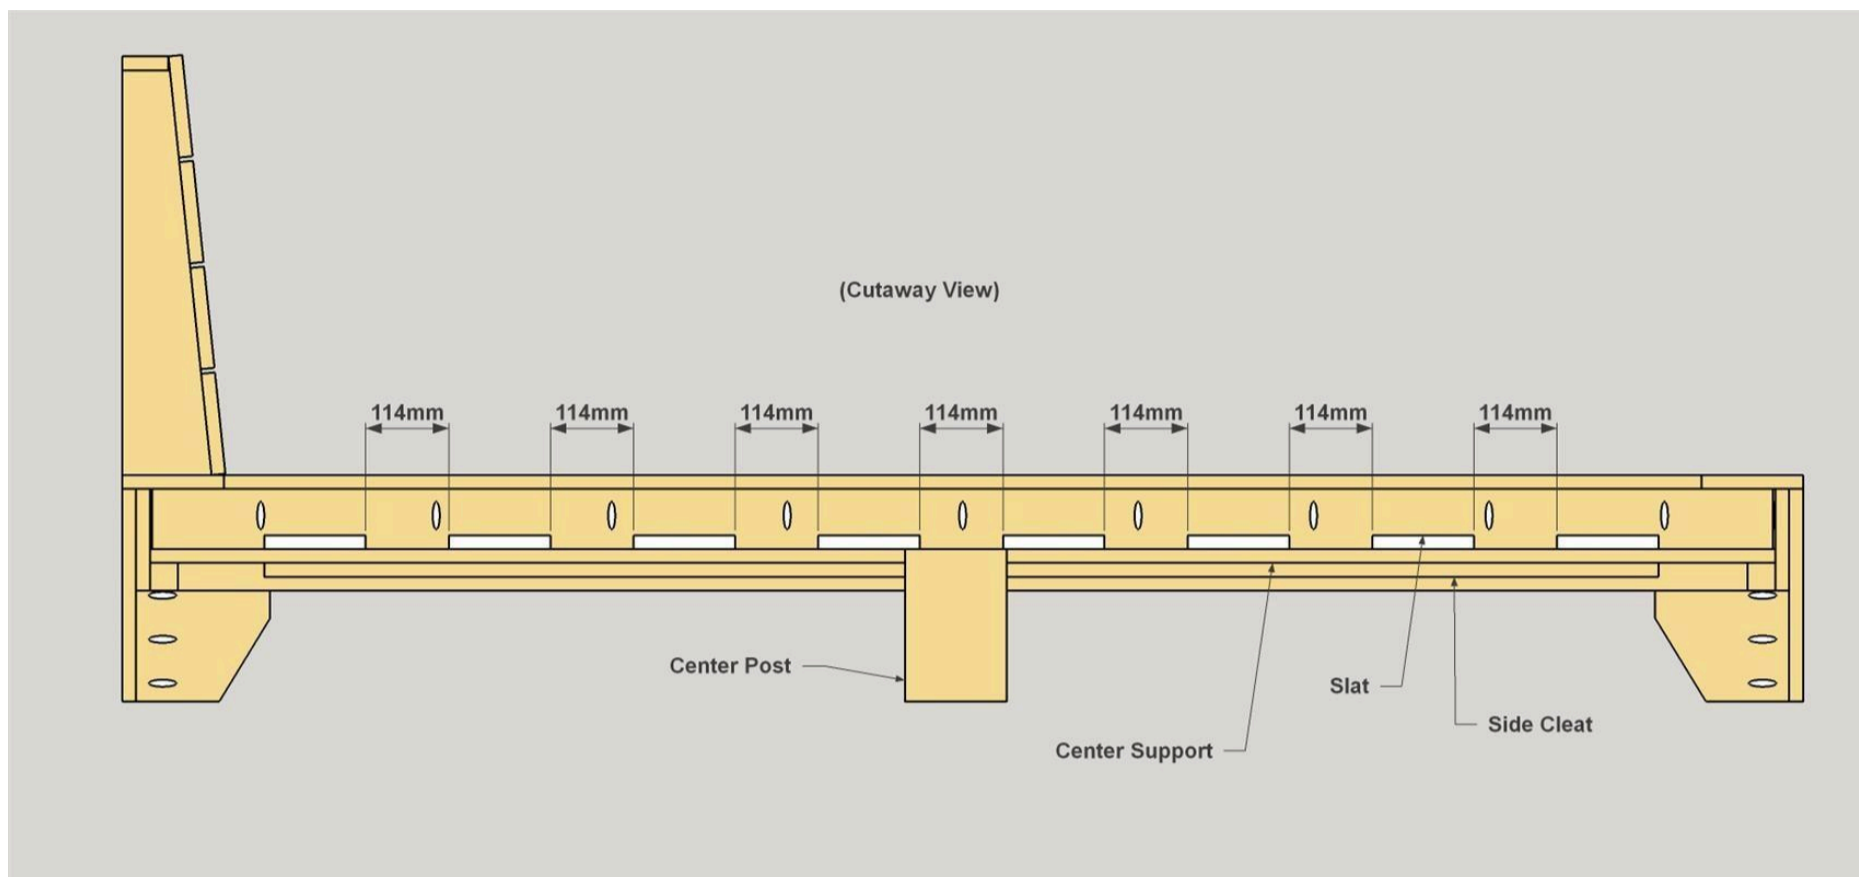 (Cutaway View)
114mm 114mm 114mm 114mm 114mm 114mm 114mm
Center Post
Slat
Side Cleat
Center Support